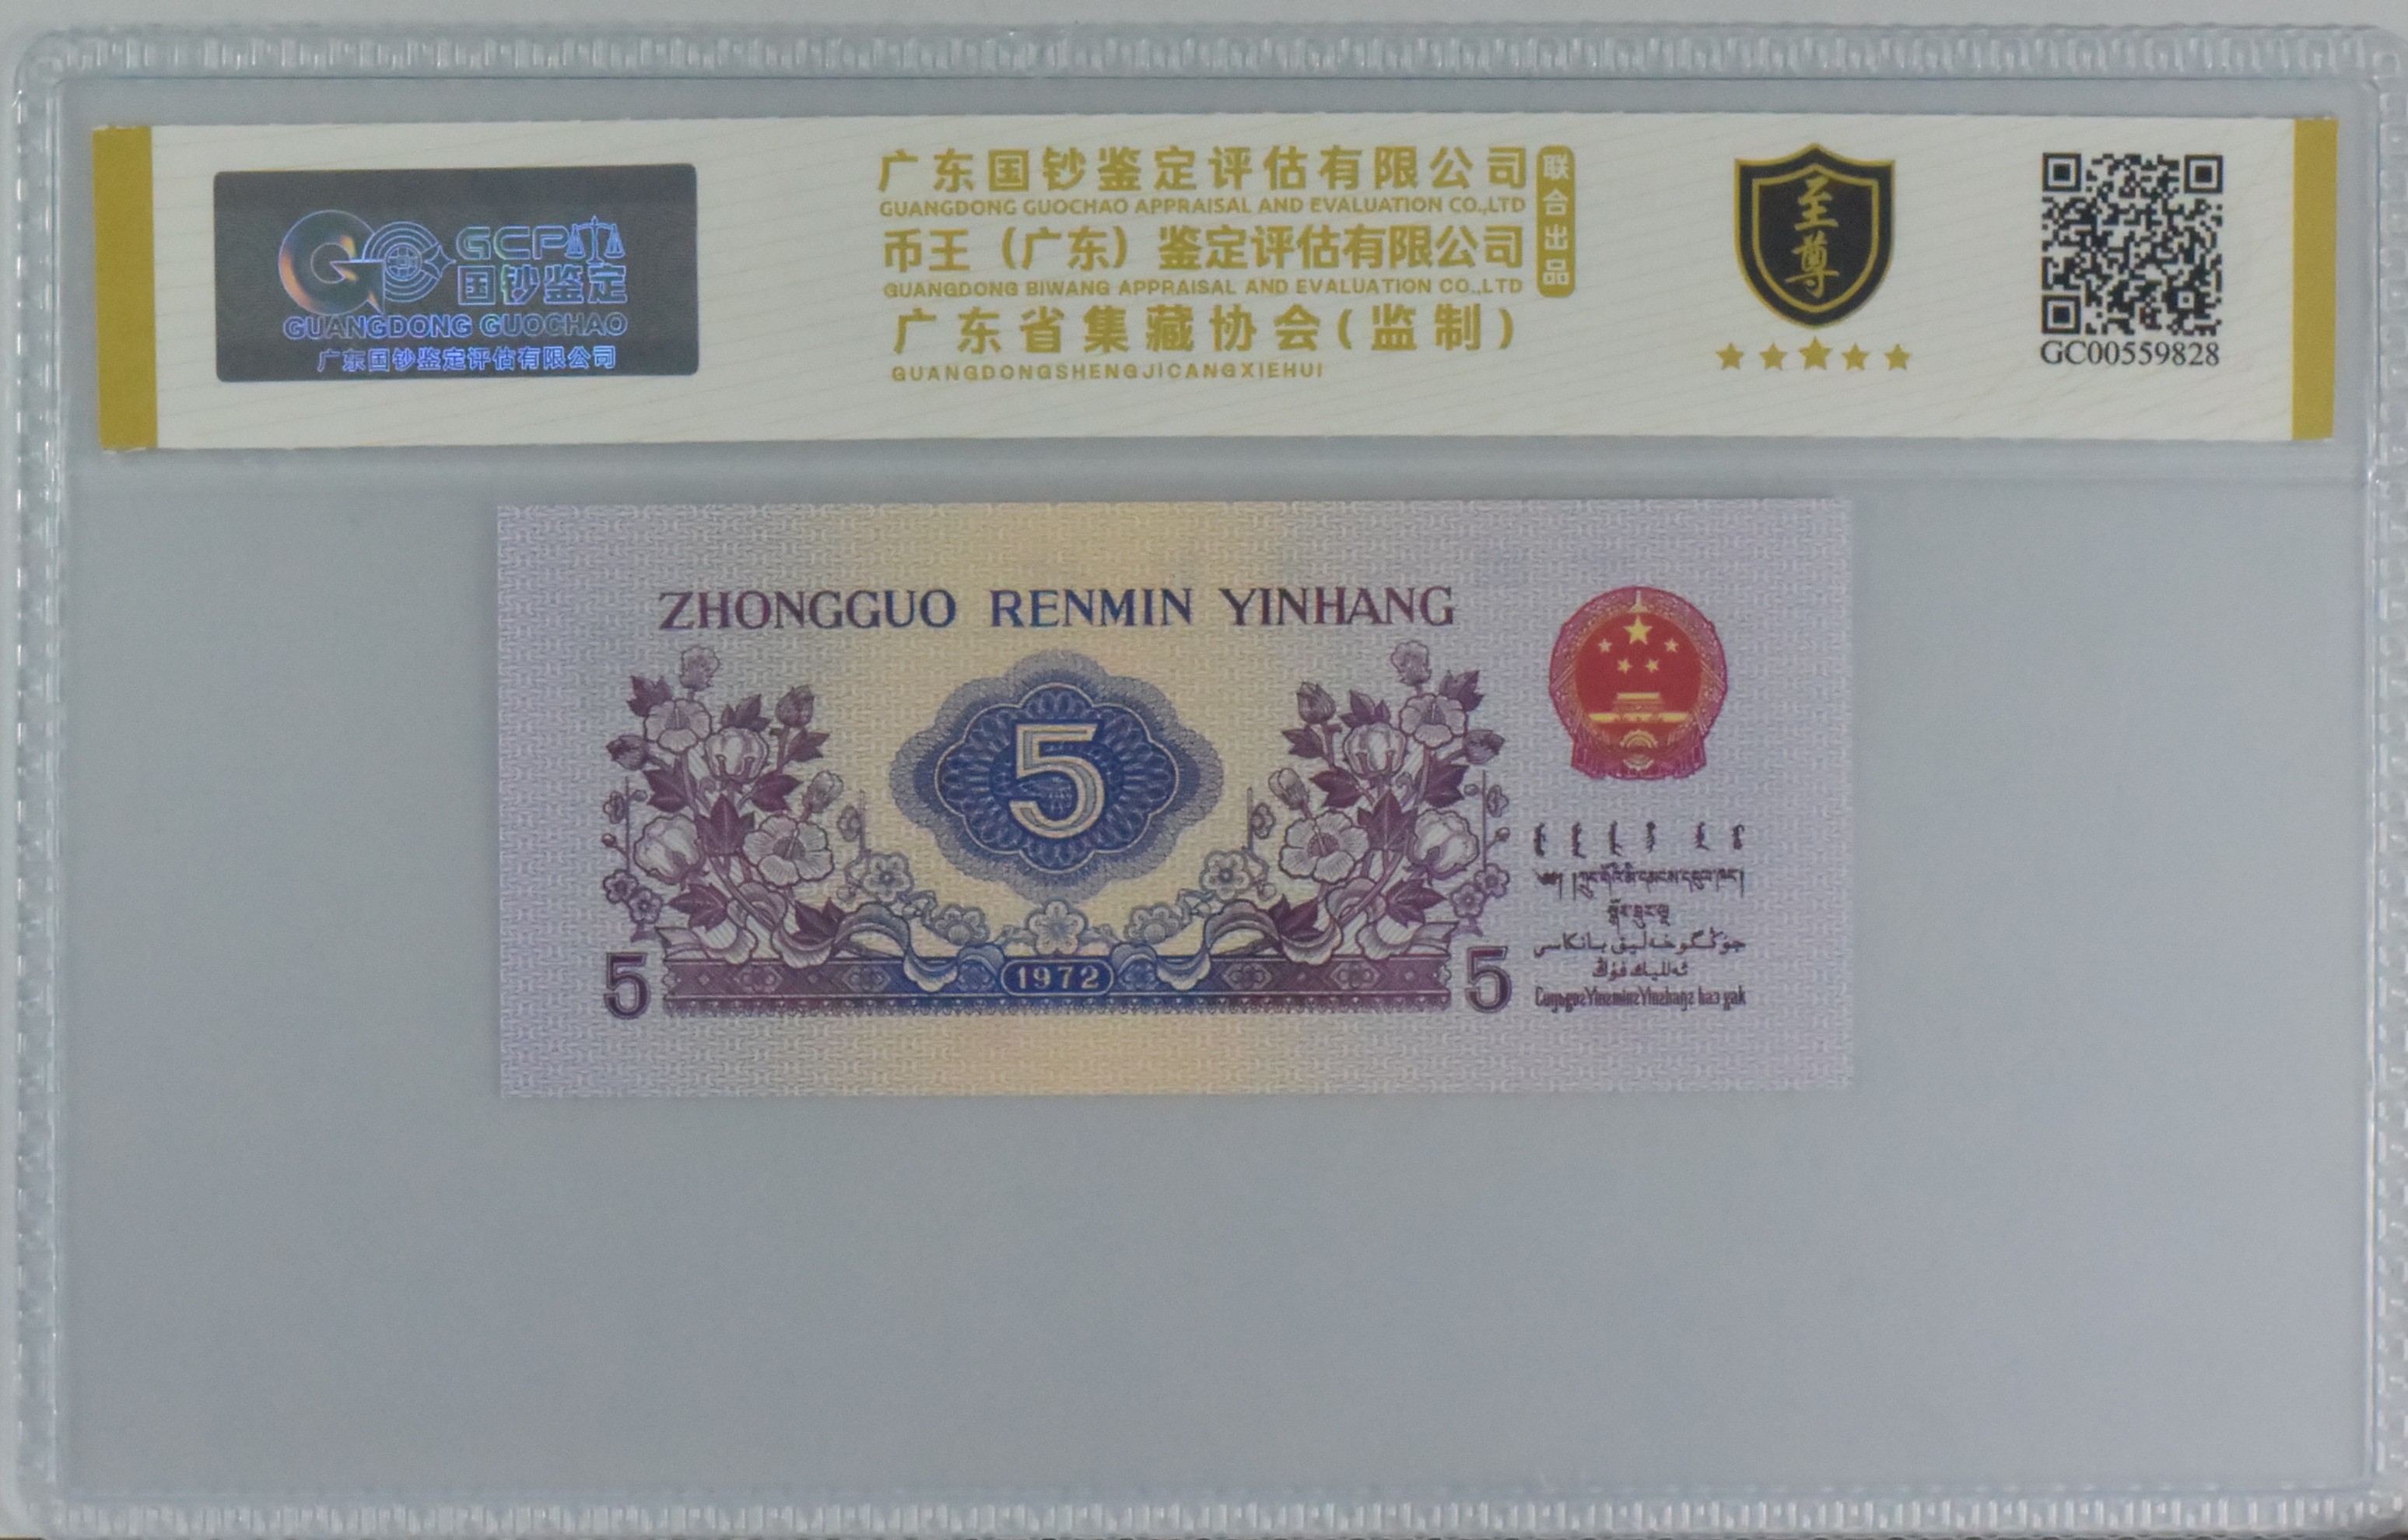 GCP
国钞鉴定
GUANGDONG GUOCHAO
广东国钞鉴定评估有限公司
广东国钞鉴定评估有限公司
GUANGDONG GUOCHAO APPRAISAL AND EVALUATION CO.,LTD
币王（广东）鉴定评估有限公司
GUANGDONG BIWANG APPRAISAL AND EVALUATION CO.,LTD
广东省集藏协会(监制)
GUANGDONGSHENGJICANGXIEHUI
联合出品
至尊
GC00559828
ZHONGGUO RENMIN YINHANG
5
1972
5
5
جۇڭگو خەلىق بانكاسى